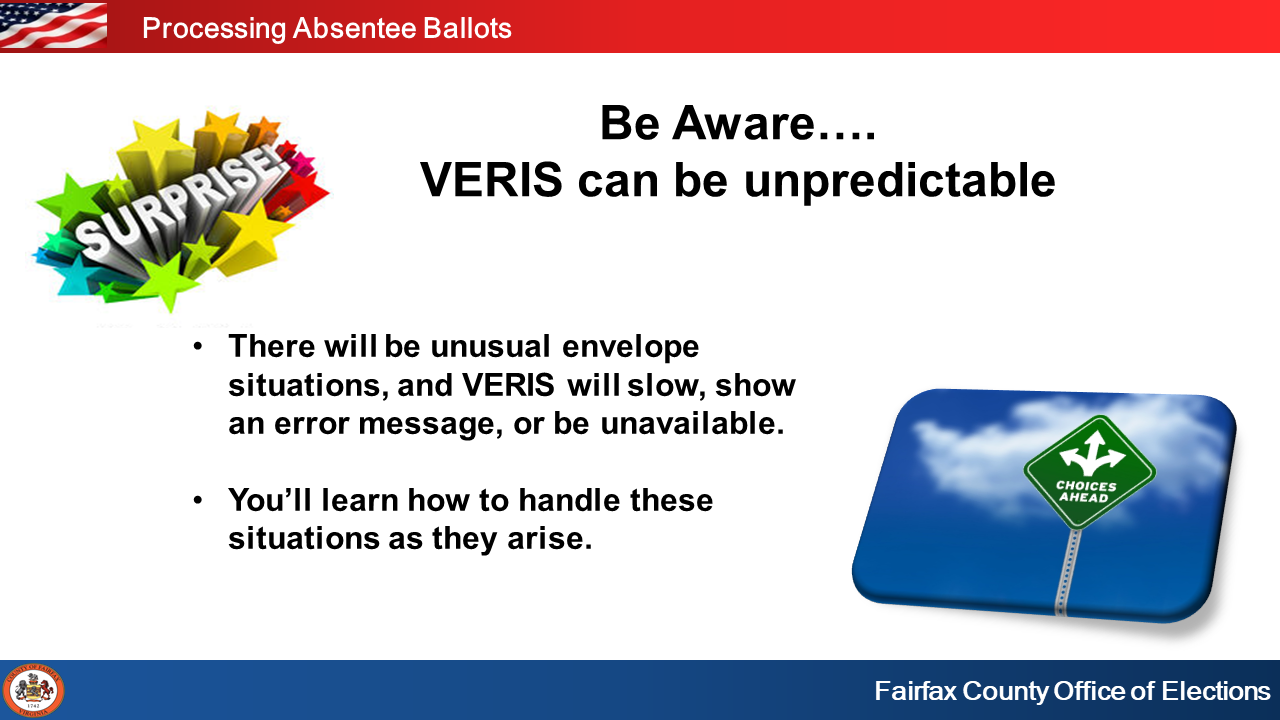 Processing Absentee Ballots
SURPRISE!
Be Aware….
VERIS can be unpredictable
• There will be unusual envelope
situations, and VERIS will slow, show
an error message, or be unavailable.
• You’ll learn how to handle these
situations as they arise.
CHOICES
AHEAD
COUNTY OF FAIRFAX
1742
VIRGINIA
Fairfax County Office of Elections